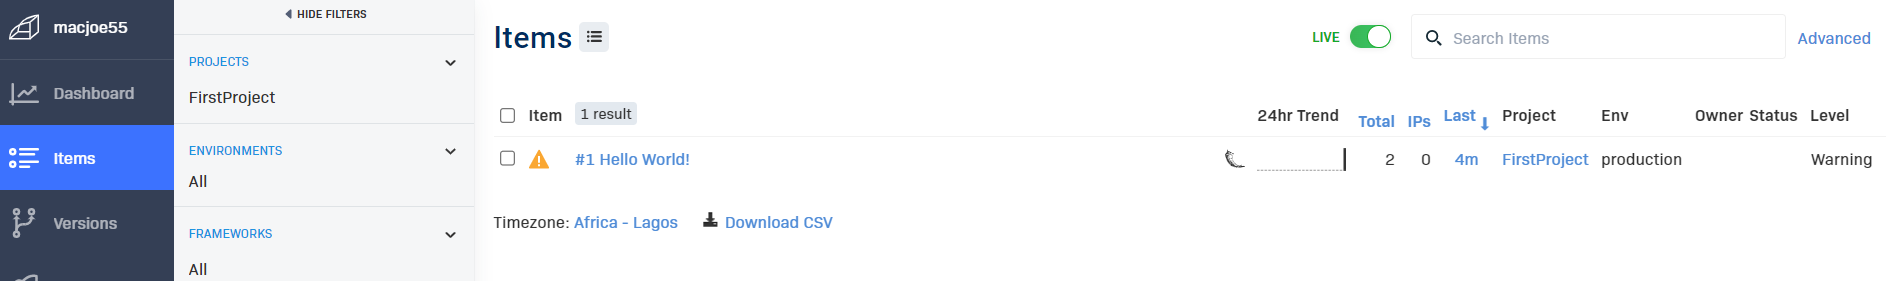 macjoe55
Dashboard
Items
Versions
HIDE FILTERS
PROJECTS
FirstProject
ENVIRONMENTS
All
FRAMEWORKS
All
Items
LIVE
Search Items
Advanced
Item 1 result 24hr Trend Total IPs Last Project Env Owner Status Level
#1 Hello World! 2 0 4m FirstProject production Warning
Timezone: Africa - Lagos Download CSV